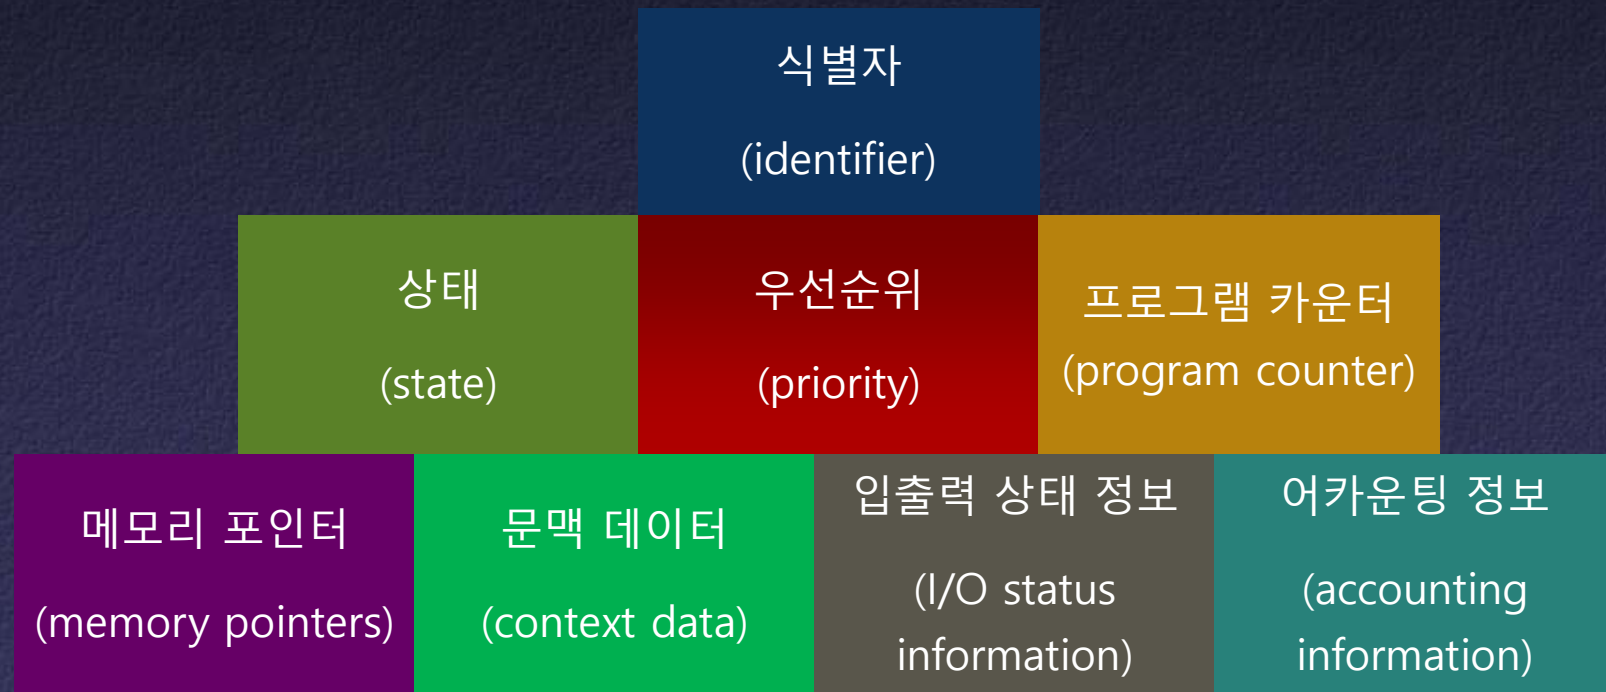 식별자
(identifier)
상태
(state)
우선순위
(priority)
프로그램 카운터
(program counter)
메모리 포인터
(memory pointers)
문맥 데이터
(context data)
입출력 상태 정보
(I/O status
information)
어카운팅 정보
(accounting
information)